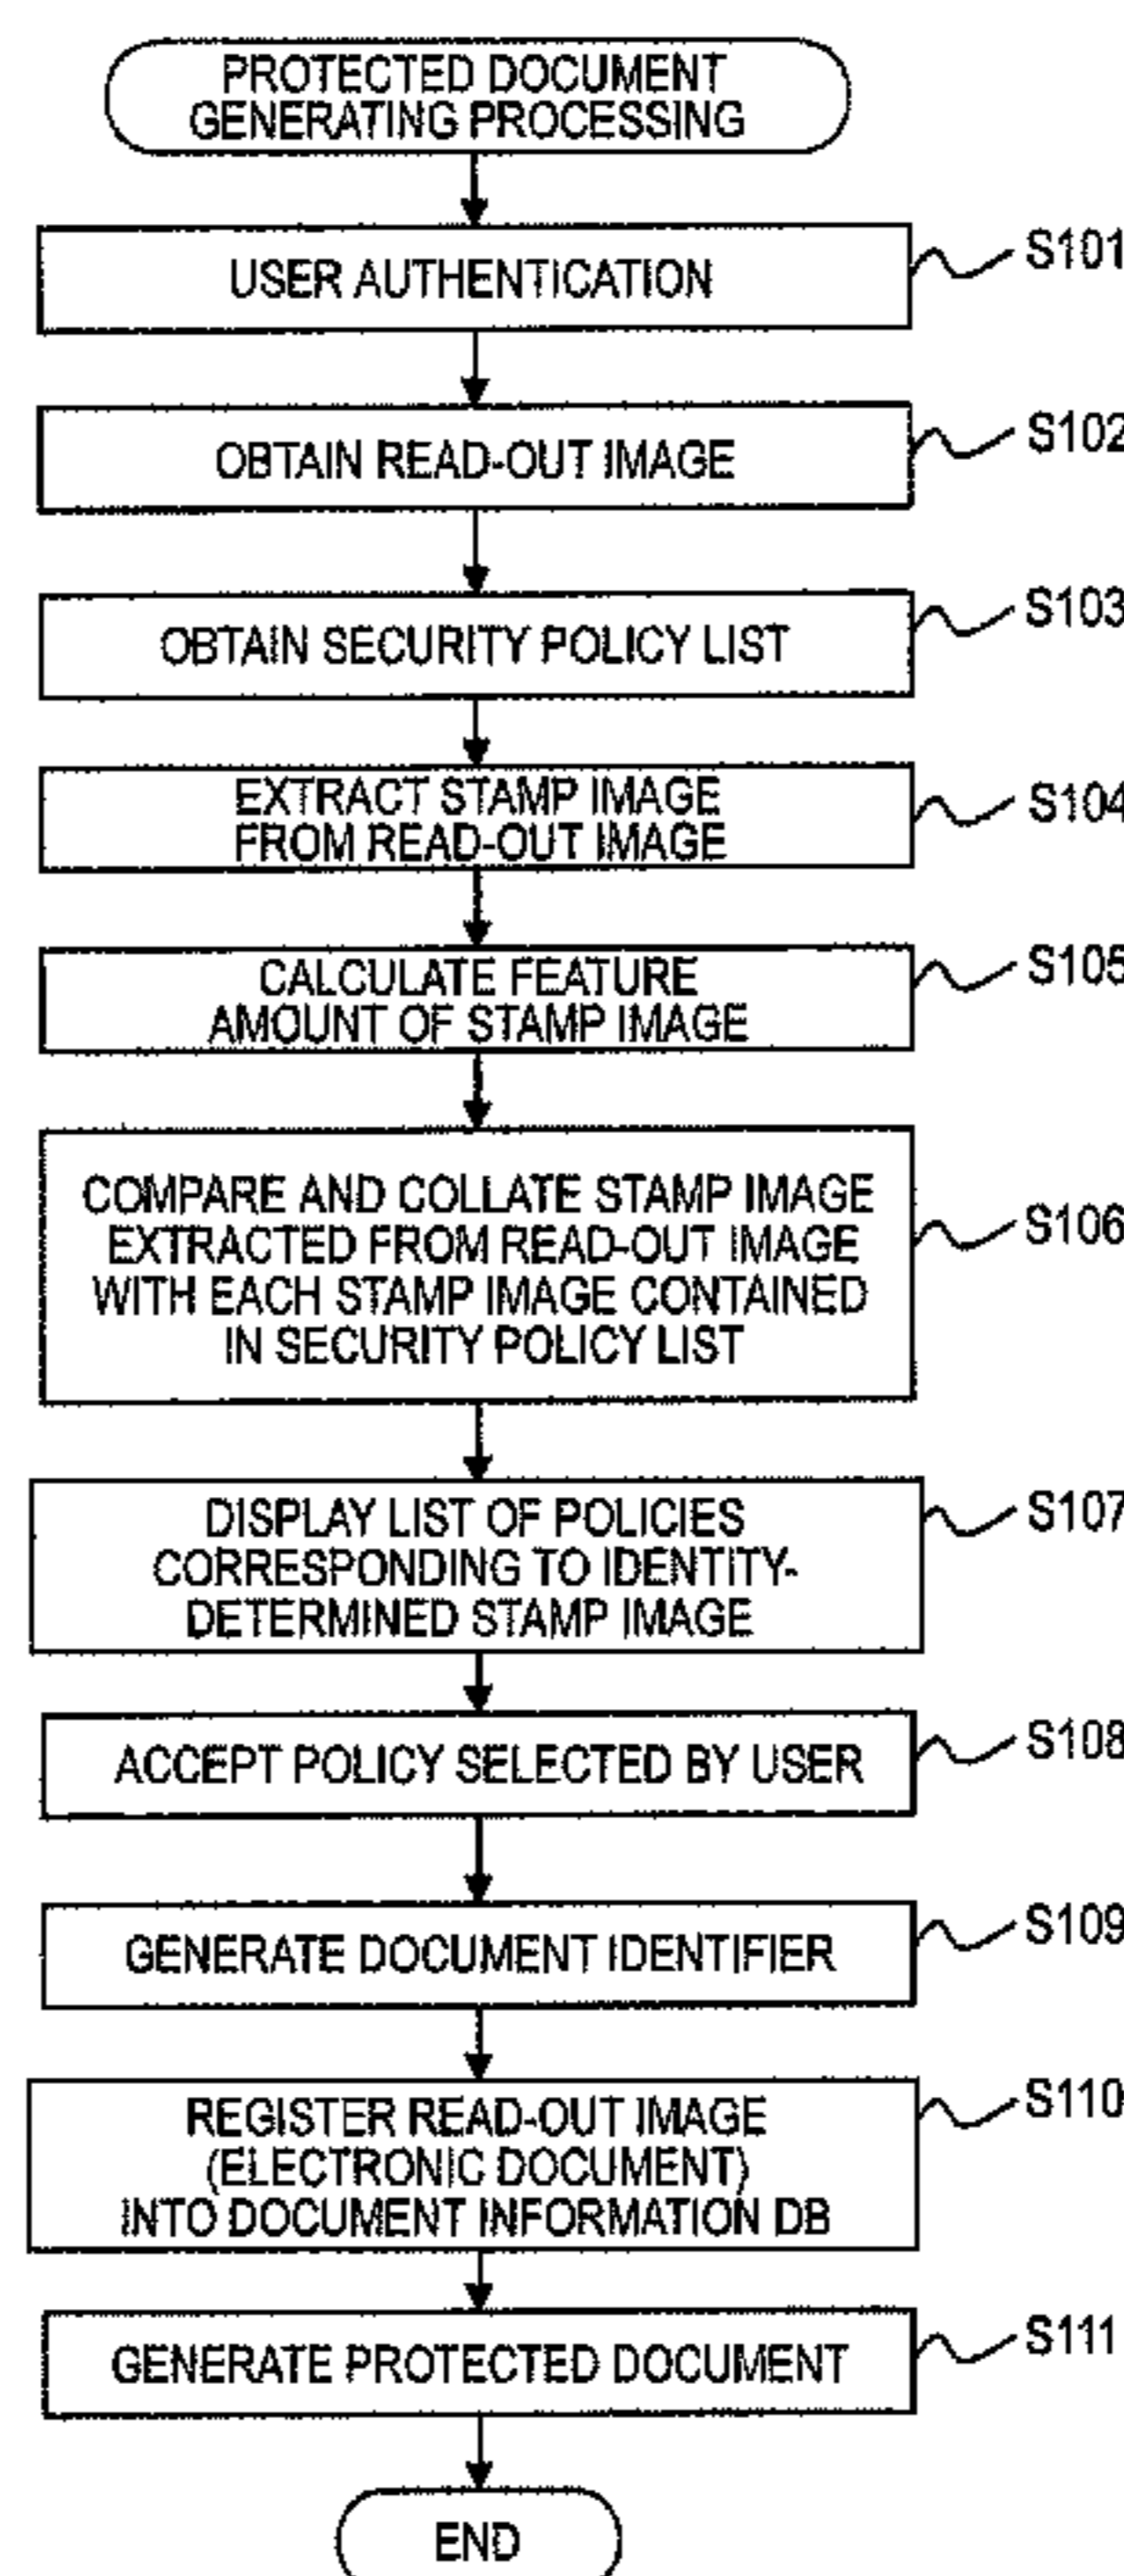 PROTECTED DOCUMENT
GENERATING PROCESSING
USER AUTHENTICATION
S101
OBTAIN READ-OUT IMAGE
S102
OBTAIN SECURITY POLICY LIST
S103
EXTRACT STAMP IMAGE
FROM READ-OUT IMAGE
S104
CALCULATE FEATURE
AMOUNT OF STAMP IMAGE
S105
COMPARE AND COLLATE STAMP IMAGE
EXTRACTED FROM READ-OUT IMAGE
WITH EACH STAMP IMAGE CONTAINED
IN SECURITY POLICY LIST
S106
DISPLAY LIST OF POLICIES
CORRESPONDING TO IDENTITY-
DETERMINED STAMP IMAGE
S107
ACCEPT POLICY SELECTED BY USER
S108
GENERATE DOCUMENT IDENTIFIER
S109
REGISTER READ-OUT IMAGE
(ELECTRONIC DOCUMENT)
INTO DOCUMENT INFORMATION DB
S110
GENERATE PROTECTED DOCUMENT
S111
END